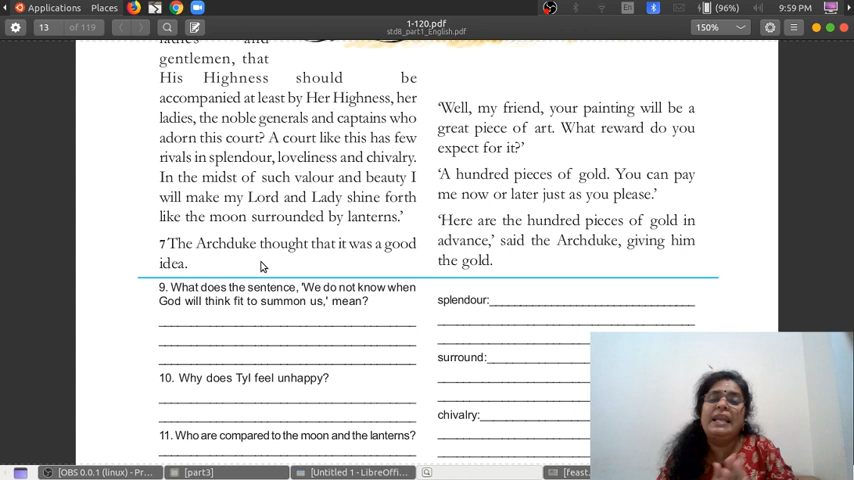 Applications Places En (96%) 9:59 PM
13 of 119 1-120.pdf 150%
std8_part1_English.pdf
ladies and
gentlemen, that
His Highness should be
accompanied at least by Her Highness, her
ladies, the noble generals and captains who
adorn this court? A court like this has few
rivals in splendour, loveliness and chivalry.
In the midst of such valour and beauty I
will make my Lord and Lady shine forth
like the moon surrounded by lanterns.'
7 The Archduke thought that it was a good
idea.
'Well, my friend, your painting will be a
great piece of art. What reward do you
expect for it?'
'A hundred pieces of gold. You can pay
me now or later just as you please.'
'Here are the hundred pieces of gold in
advance,' said the Archduke, giving him
the gold.
9. What does the sentence, 'We do not know when
God will think fit to summon us,' mean?
10. Why does Tyl feel unhappy?
11. Who are compared to the moon and the lanterns?
splendour:
surround:
chivalry:
[OBS 0.0.1 (linux) - Pr... [part3] [Untitled 1 - LibreOffi... [feast.